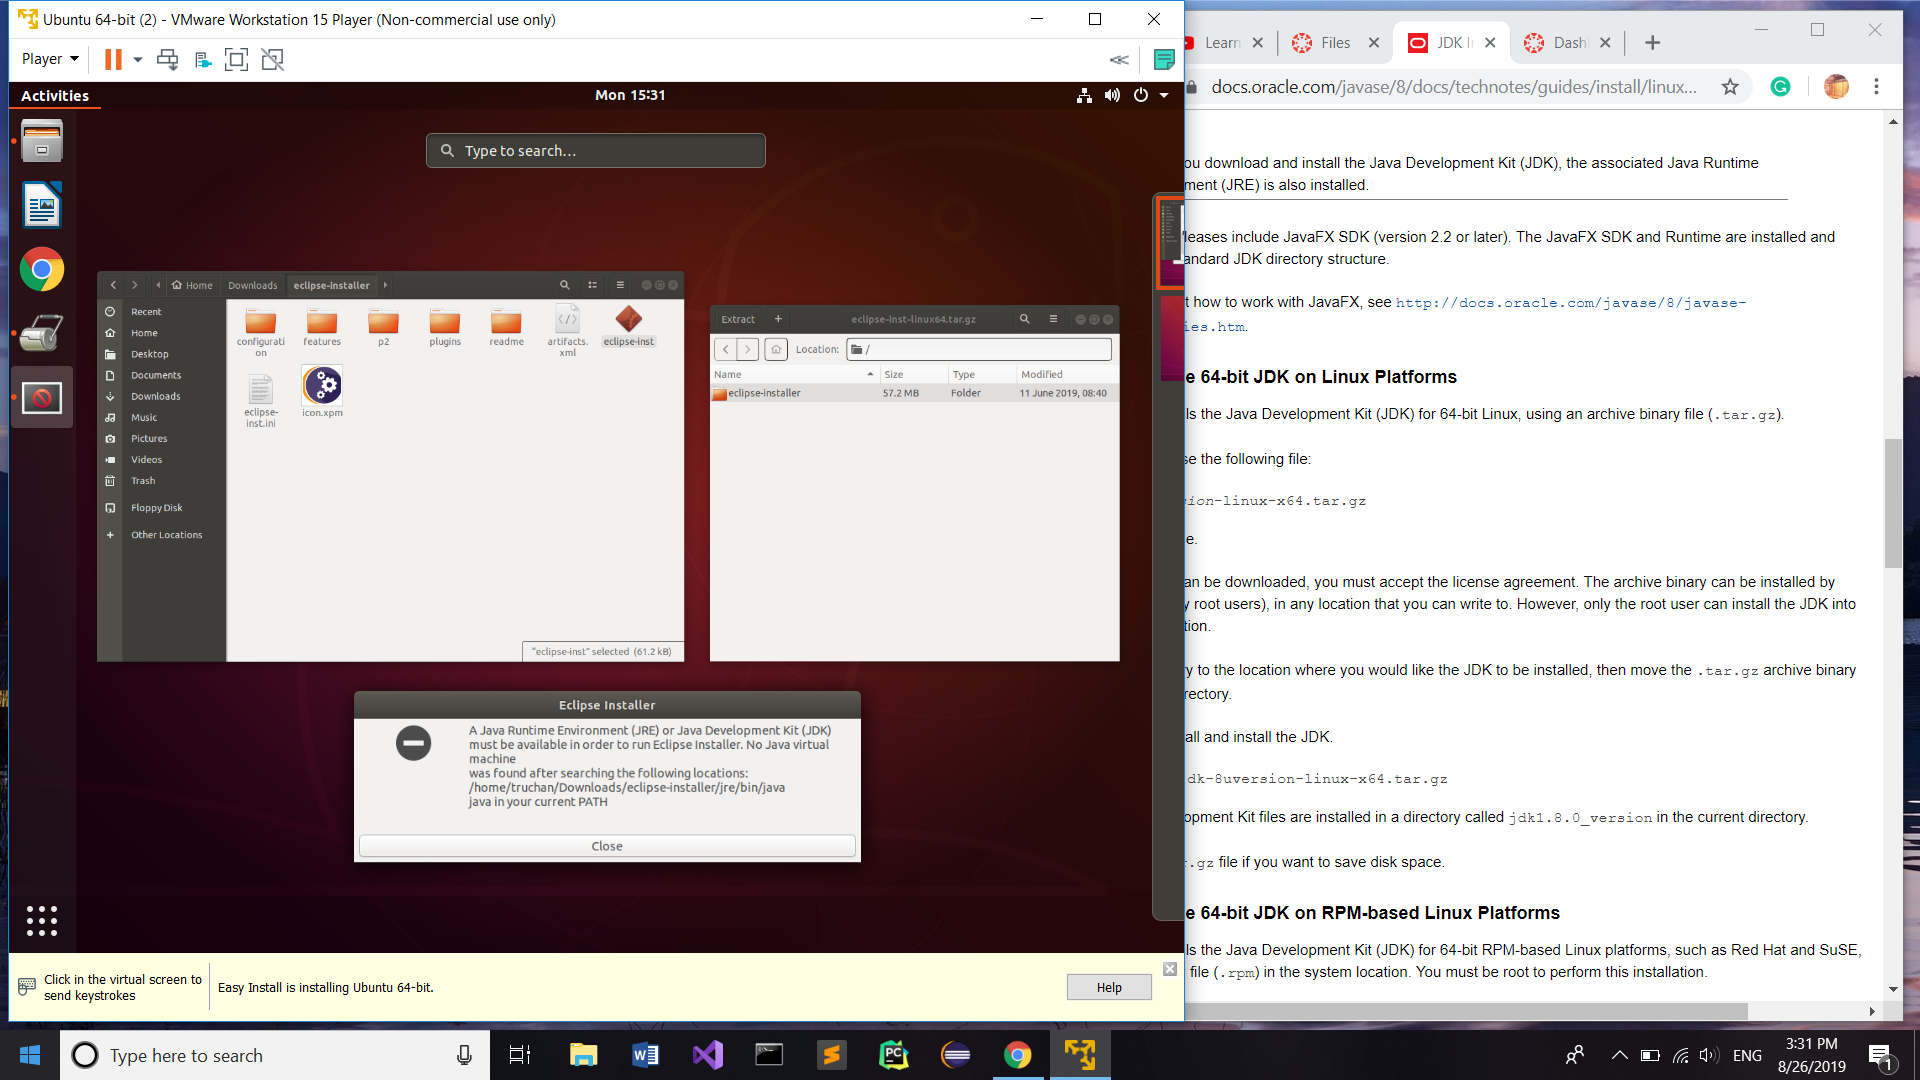 Ubuntu 64-bit (2) - VMware Workstation 15 Player (Non-commercial use only)
Player
Activities
Mon 15:31
Type to search...
Home
Downloads
eclipse-installer
Recent
Home
Desktop
Documents
Downloads
Music
Pictures
Videos
Trash
Floppy Disk
Other Locations
configurati
on
features
p2
plugins
readme
artifacts.
xml
eclipse-inst
eclipse-
inst.ini
icon.xpm
"eclipse-inst" selected (61.2 kB)
Extract
eclipse-inst-linux64.tar.gz
Location:
/
Name
Size
Type
Modified
eclipse-installer
57.2 MB
Folder
11 June 2019, 08:40
Eclipse Installer
A Java Runtime Environment (JRE) or Java Development Kit (JDK)
must be available in order to run Eclipse Installer. No Java virtual
machine
was found after searching the following locations:
/home/truchan/Downloads/eclipse-installer/jre/bin/java
java in your current PATH
Close
Click in the virtual screen to
send keystrokes
Easy Install is installing Ubuntu 64-bit.
Help
Learn
Files
JDK I
Dash
docs.oracle.com/javase/8/docs/technotes/guides/install/linux...
ou download and install the Java Development Kit (JDK), the associated Java Runtime
ment (JRE) is also installed.
leases include JavaFX SDK (version 2.2 or later). The JavaFX SDK and Runtime are installed and
andard JDK directory structure.
t how to work with JavaFX, see http://docs.oracle.com/javase/8/javase-
ies.htm.
e 64-bit JDK on Linux Platforms
ls the Java Development Kit (JDK) for 64-bit Linux, using an archive binary file (.tar.gz).
se the following file:
sion-linux-x64.tar.gz
e.
an be downloaded, you must accept the license agreement. The archive binary can be installed by
y root users), in any location that you can write to. However, only the root user can install the JDK into
tion.
y to the location where you would like the JDK to be installed, then move the .tar.gz archive binary
rectory.
all and install the JDK.
dk-8uversion-linux-x64.tar.gz
opment Kit files are installed in a directory called jdk1.8.0_version in the current directory.
r.gz file if you want to save disk space.
e 64-bit JDK on RPM-based Linux Platforms
ls the Java Development Kit (JDK) for 64-bit RPM-based Linux platforms, such as Red Hat and SuSE,
file (.rpm) in the system location. You must be root to perform this installation.
Type here to search
W
PC
ENG
3:31 PM
8/26/2019
1